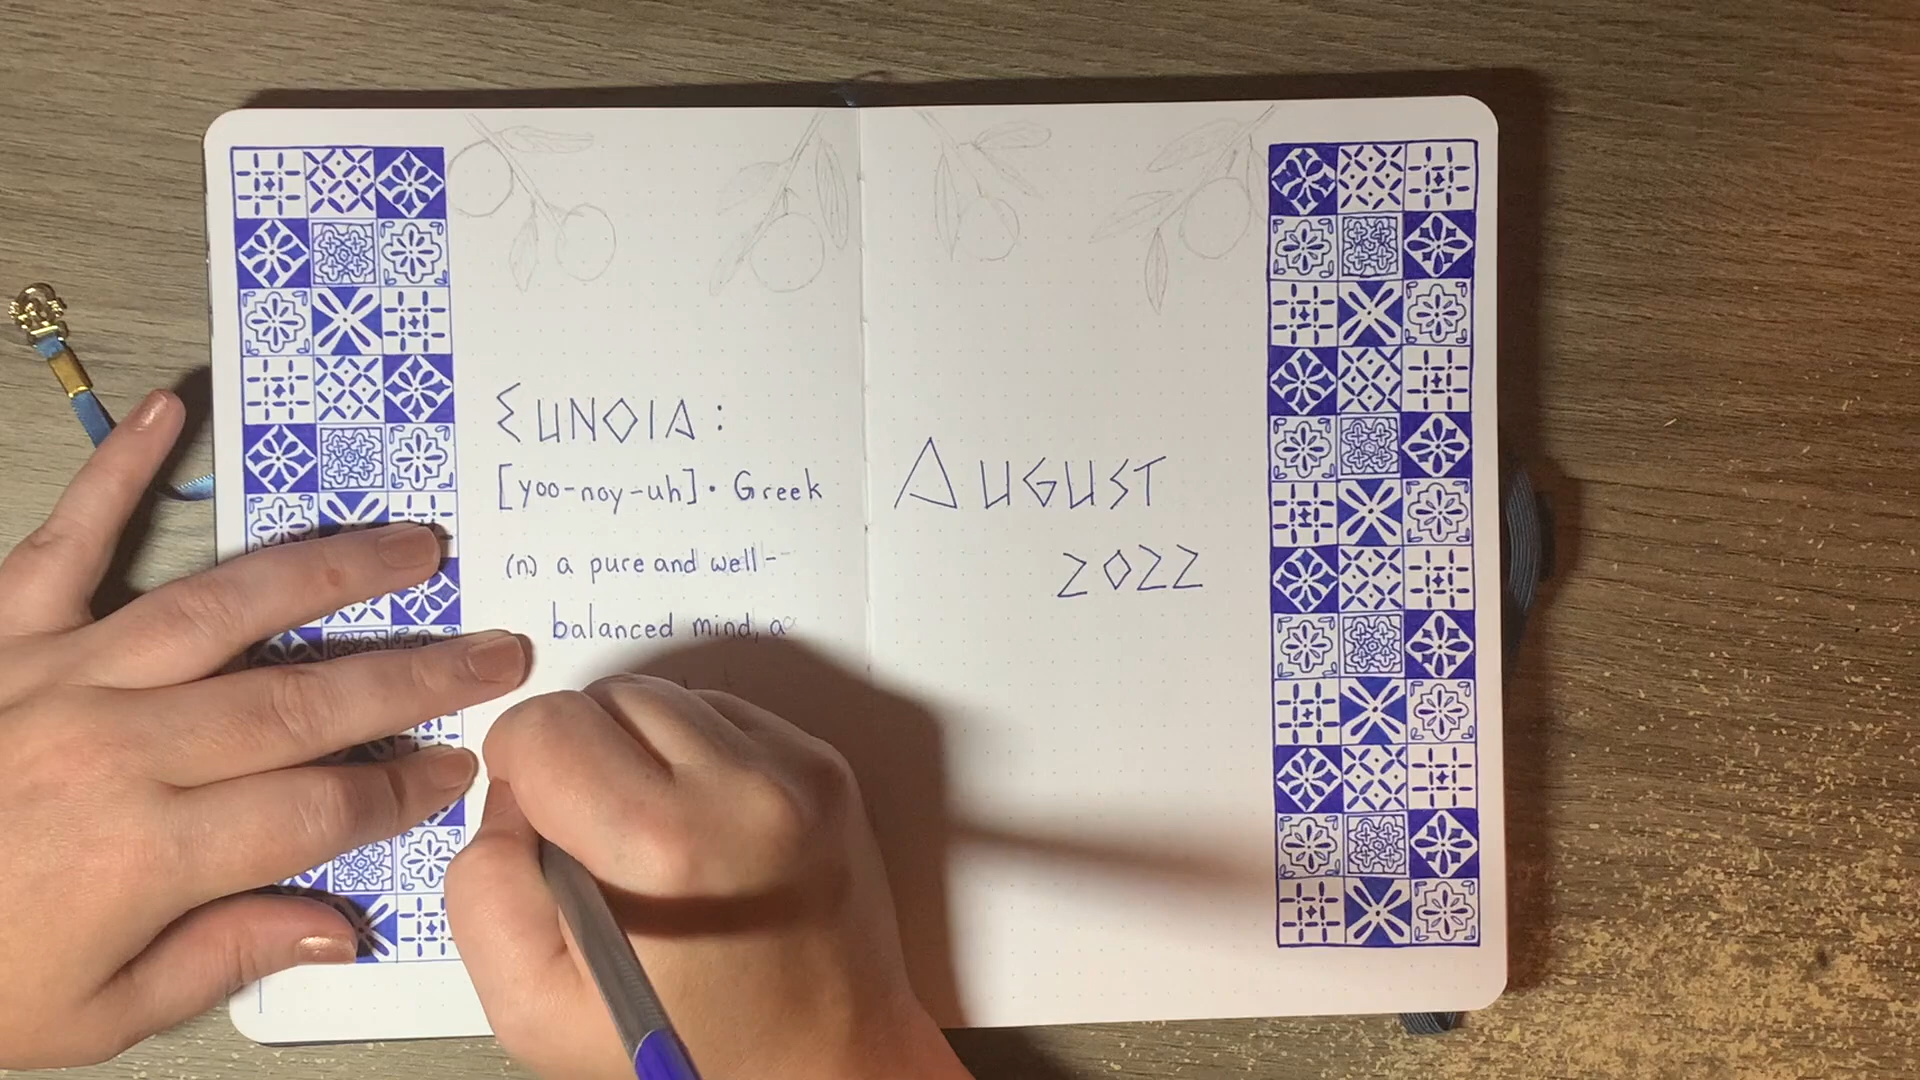 EUNOIA:
[yoo-noy-uh] • Greek
(n) a pure and well-
balanced mind, a
AUGUST
2022